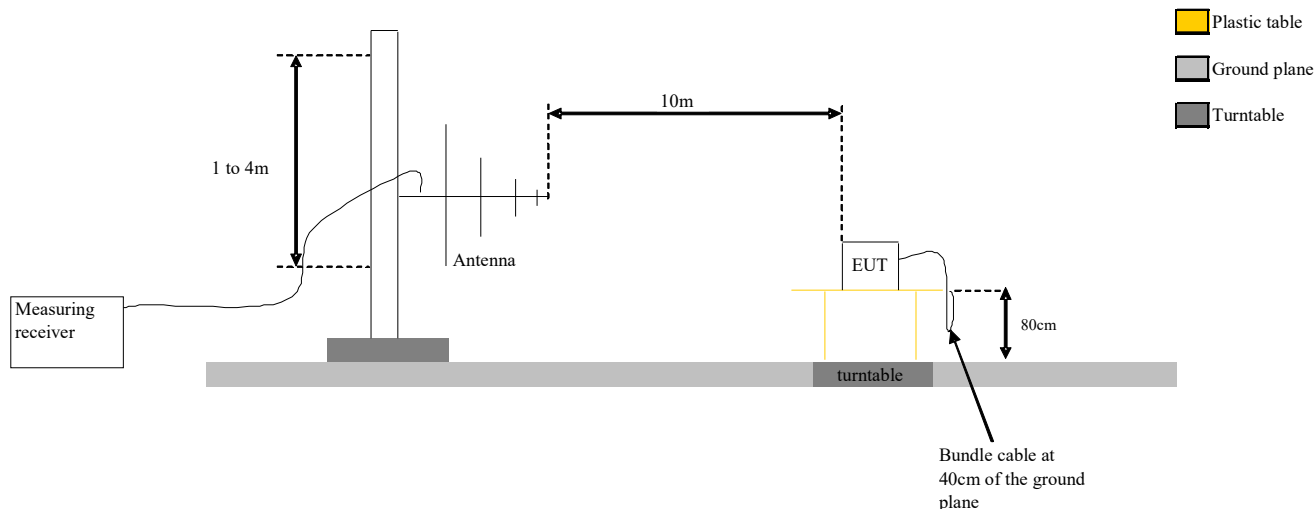 Plastic table
Ground plane
Turntable
10m
1 to 4m
Antenna
EUT
Measuring
receiver
80cm
turntable
Bundle cable at
40cm of the ground
plane